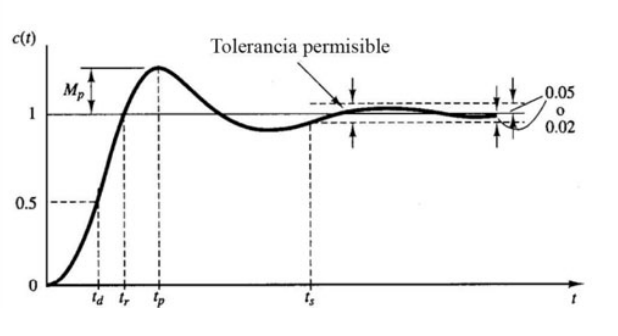 c(t)
Tolerancia permisible
M_p
0.05
o
0.02
1
0.5
0
t_d
t_r
t_p
t_s
t